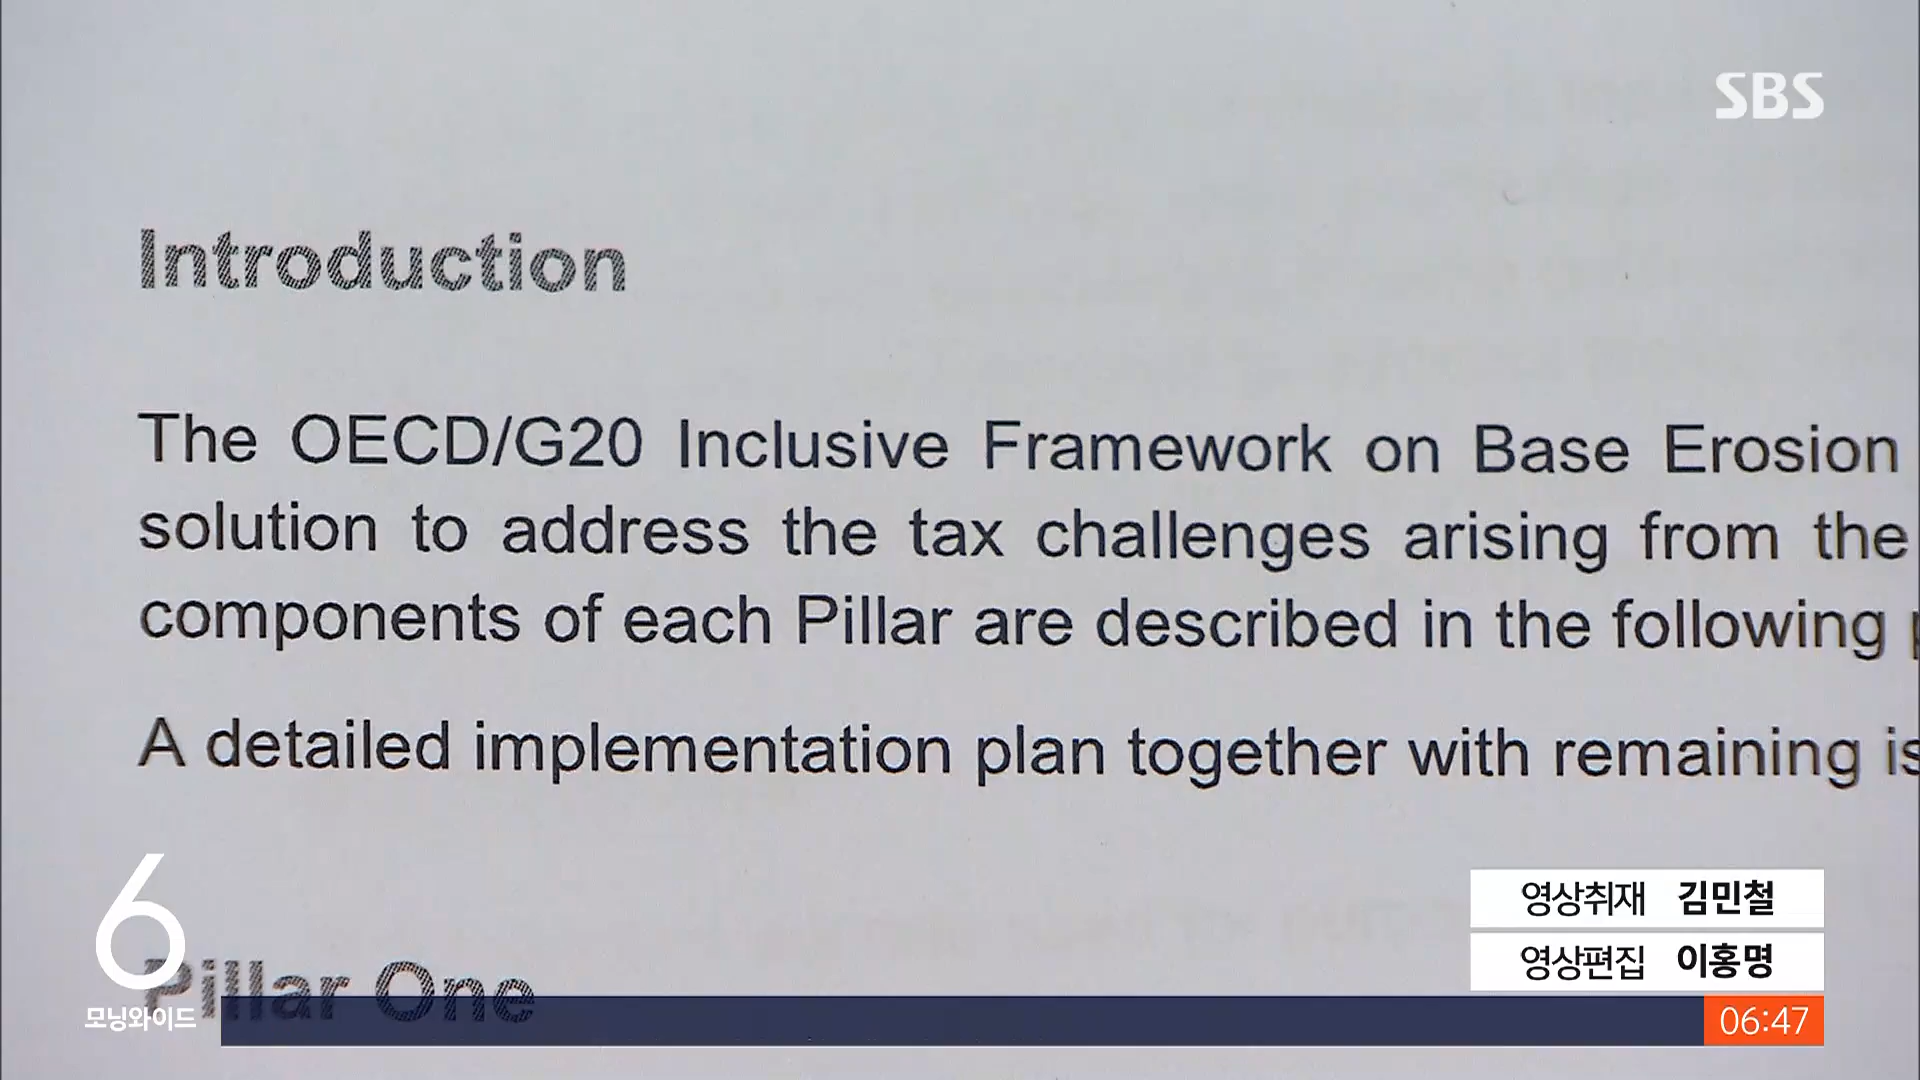 SBS
Introduction
The OECD/G20 Inclusive Framework on Base Erosion
solution to address the tax challenges arising from the
components of each Pillar are described in the following
A detailed implementation plan together with remaining is
영상취재 김민철
영상편집 이홍명
6
Pillar One
모닝와이드
06:47